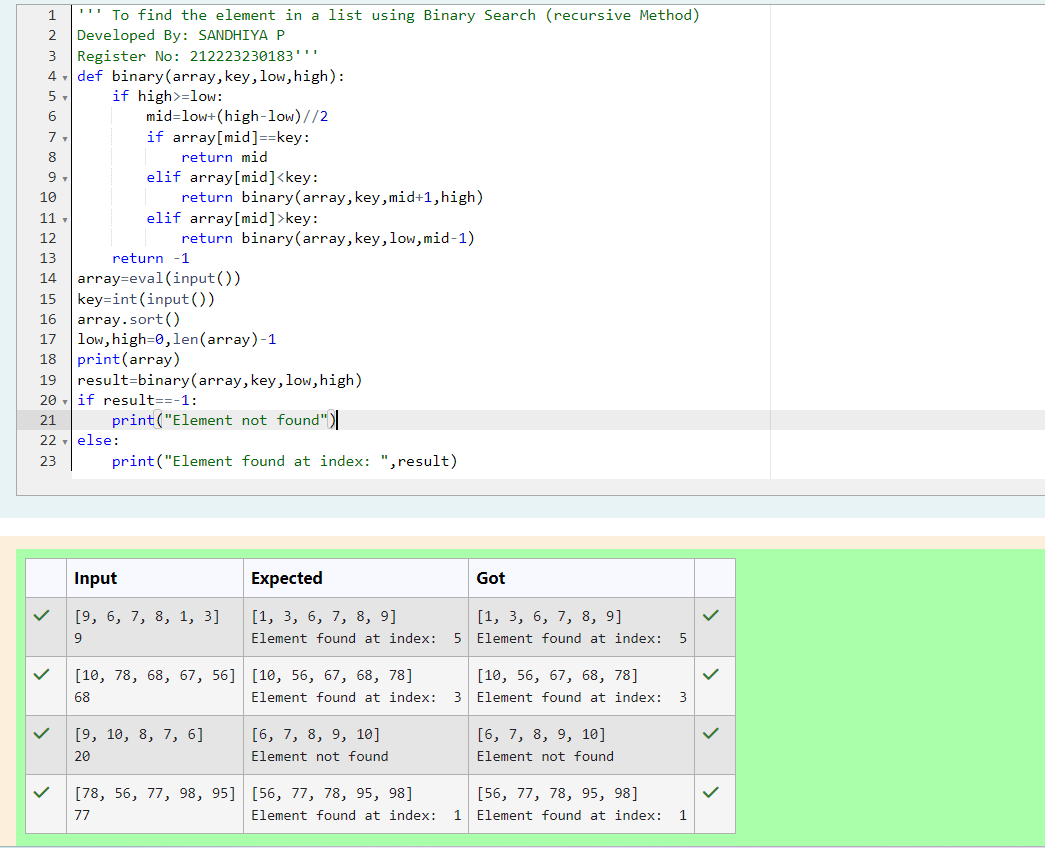 1 ''' To find the element in a list using Binary Search (recursive Method)
2 Developed By: SANDHIYA P
3 Register No: 212223230183'''
4 def binary(array,key,low,high):
5     if high>=low:
6         mid=low+(high-low)//2
7         if array[mid]==key:
8             return mid
9         elif array[mid]<key:
10             return binary(array,key,mid+1,high)
11         elif array[mid]>key:
12             return binary(array,key,low,mid-1)
13     return -1
14 array=eval(input())
15 key=int(input())
16 array.sort()
17 low,high=0,len(array)-1
18 print(array)
19 result=binary(array,key,low,high)
20 if result==-1:
21     print("Element not found")
22 else:
23     print("Element found at index: ",result)
Input Expected Got
[9, 6, 7, 8, 1, 3] [1, 3, 6, 7, 8, 9] [1, 3, 6, 7, 8, 9]
9 Element found at index:  5 Element found at index:  5
[10, 78, 68, 67, 56] [10, 56, 67, 68, 78] [10, 56, 67, 68, 78]
68 Element found at index:  3 Element found at index:  3
[9, 10, 8, 7, 6] [6, 7, 8, 9, 10] [6, 7, 8, 9, 10]
20 Element not found Element not found
[78, 56, 77, 98, 95] [56, 77, 78, 95, 98] [56, 77, 78, 95, 98]
77 Element found at index:  1 Element found at index:  1